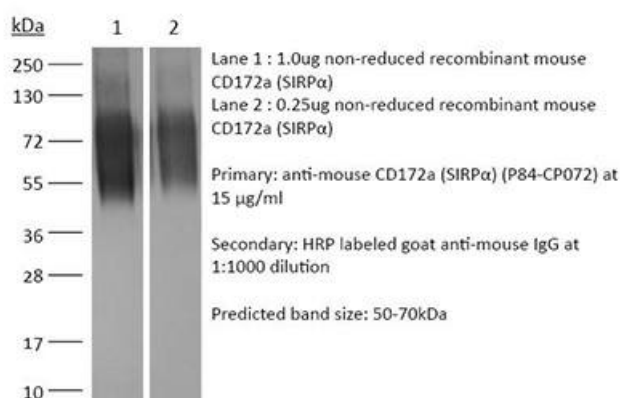 kDa
1 2
250
130
72
55
36
28
17
10
Lane 1 : 1.0ug non-reduced recombinant mouse
CD172a (SIRPα)
Lane 2 : 0.25ug non-reduced recombinant mouse
CD172a (SIRPα)
Primary: anti-mouse CD172a (SIRPα) (P84-CP072) at
15 µg/ml
Secondary: HRP labeled goat anti-mouse IgG at
1:1000 dilution
Predicted band size: 50-70kDa